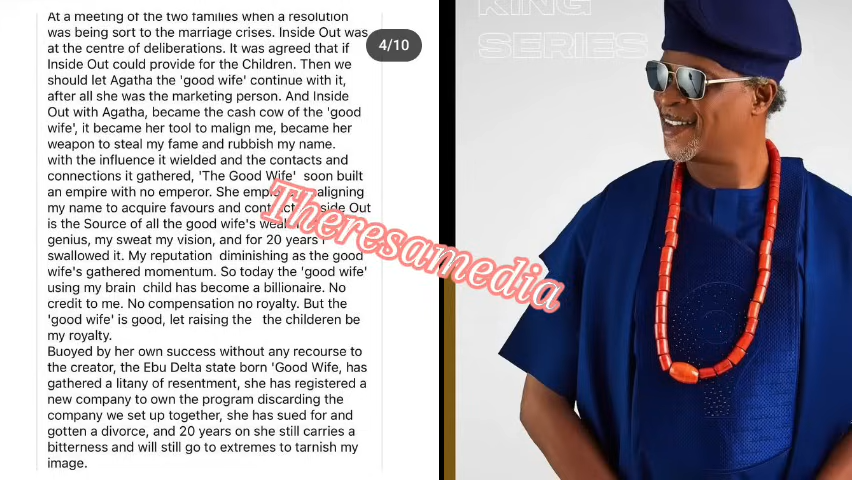 At a meeting of the two families when a resolution
was being sort to the marriage crises. Inside Out was
at the centre of deliberations. It was agreed that if
Inside Out could provide for the Children. Then we
should let Agatha the 'good wife' continue with it,
after all she was the marketing person. And Inside
Out with Agatha, became the cash cow of the 'good
wife', it became her tool to malign me, became her
weapon to steal my fame and rubbish my name.
with the influence it wielded and the contacts and
connections it gathered, 'The Good Wife' soon built
an empire with no emperor. She maligning
my name to acquire favours and Out
is the Source of all the good wife's
genius, my sweat my vision, and for 20 years I
swallowed it. My reputation diminishing as the good
wife's gathered momentum. So today the 'good wife'
using my brain child has become a billionaire. No
credit to me. No compensation no royalty. But the
'good wife' is good, let raising the the childeren be
my royalty.
Buoyed by her own success without any recourse to
the creator, the Ebu Delta state born 'Good Wife, has
gathered a litany of resentment, she has registered a
new company to own the program discarding the
company we set up together, she has sued for and
gotten a divorce, and 20 years on she still carries a
bitterness and will still go to extremes to tarnish my
image.
4/10
Theresamedia
KING
SERIES